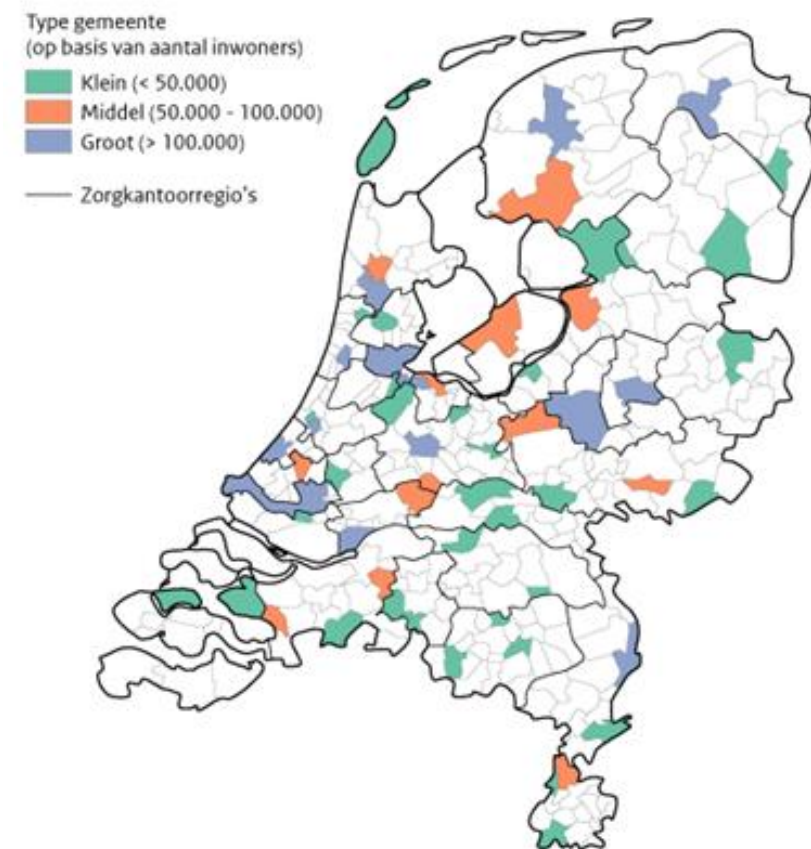 Type gemeente
(op basis van aantal inwoners)
Klein (< 50.000)
Middel (50.000 - 100.000)
Groot (> 100.000)
Zorgkantoorregio's